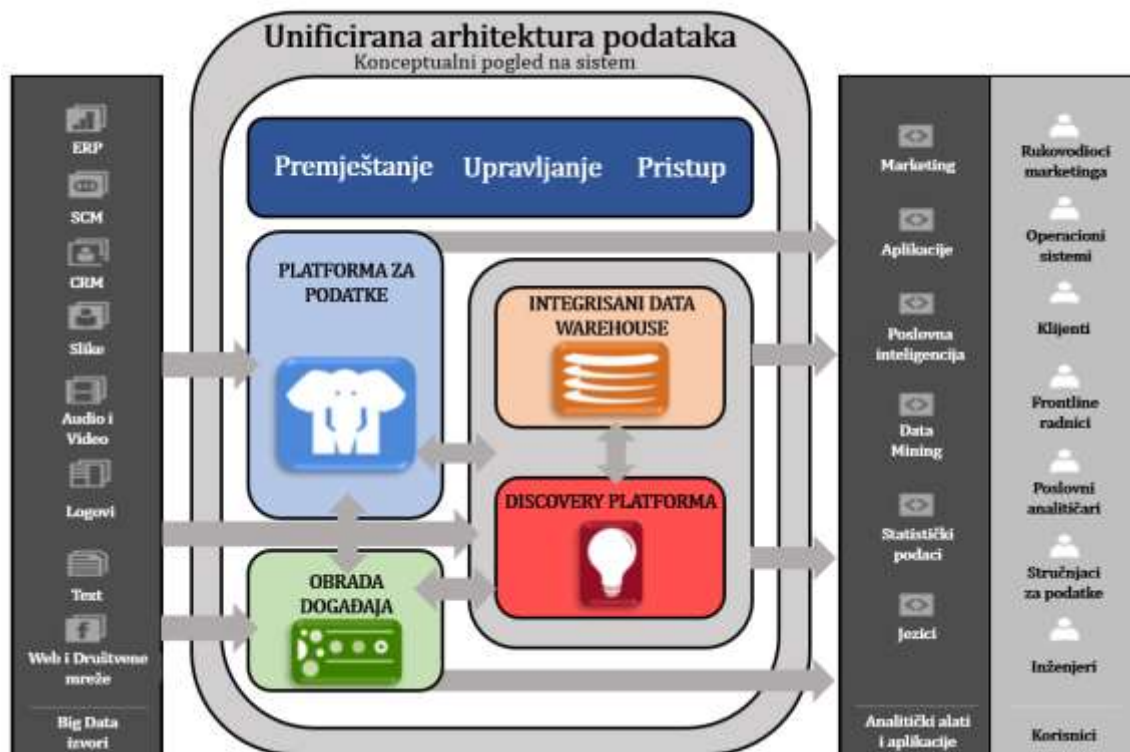 Unificirana arhitektura podataka
Konceptualni pogled na sistem
ERP
SCM
CRM
Slike
Audio i
Video
Logovi
Text
Web i Društvene
mreže
Big Data
izvori
Premještanje Upravljanje Pristup
PLATFORMA ZA
PODATKE
INTEGRISANI DATA
WAREHOUSE
DISCOVERY PLATFORMA
OBRADA
DOGAĐAJA
Marketing
Aplikacije
Poslovna
inteligencija
Data
Mining
Statistički
podaci
Jezici
Analitički alati
i aplikacije
Rukovodioci
marketinga
Operacioni
sistemi
Klijenti
Frontline
radnici
Poslovni
analitičari
Stručnjaci
za podatke
Inženjeri
Korisnici